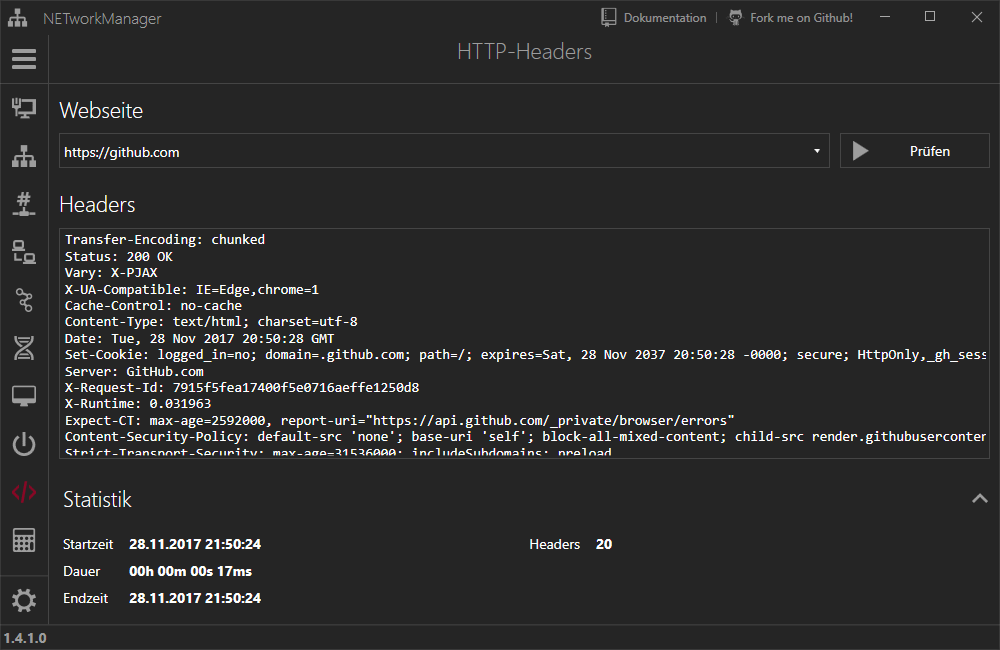 NETworkManager
Dokumentation
Fork me on Github!
HTTP-Headers
Webseite
https://github.com
Prüfen
Headers
Transfer-Encoding: chunked
Status: 200 OK
Vary: X-PJAX
X-UA-Compatible: IE=Edge,chrome=1
Cache-Control: no-cache
Content-Type: text/html; charset=utf-8
Date: Tue, 28 Nov 2017 20:50:28 GMT
Set-Cookie: logged_in=no; domain=.github.com; path=/; expires=Sat, 28 Nov 2037 20:50:28 -0000; secure; HttpOnly,_gh_sess
Server: GitHub.com
X-Request-Id: 7915f5fea17400f5e0716aeffe1250d8
X-Runtime: 0.031963
Expect-CT: max-age=2592000, report-uri="https://api.github.com/_private/browser/errors"
Content-Security-Policy: default-src 'none'; base-uri 'self'; block-all-mixed-content; child-src render.githubuserconter
Strict-Transport-Security: max-age=31536000; includeSubdomains; preload
Statistik
Startzeit 28.11.2017 21:50:24
Headers 20
Dauer 00h 00m 00s 17ms
Endzeit 28.11.2017 21:50:24
1.4.1.0